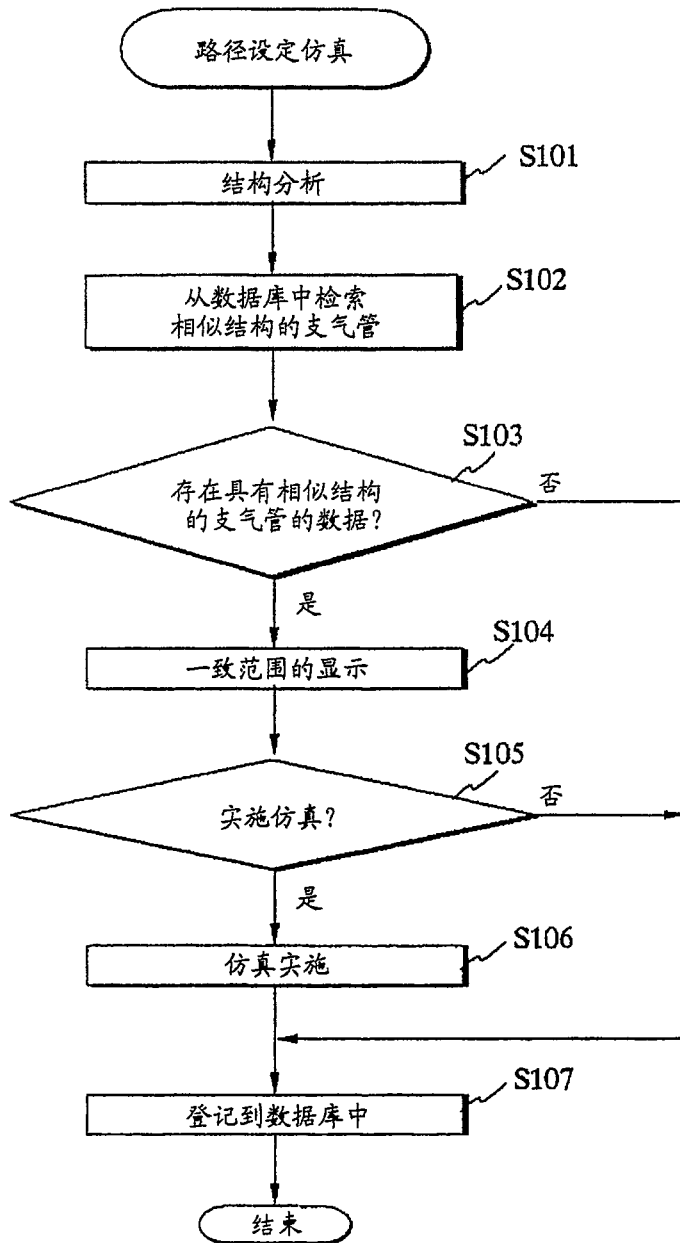 路径设定仿真
S101
结构分析
S102
从数据库中检索
相似结构的支气管
S103
存在具有相似结构
的支气管的数据?
否
是
S104
一致范围的显示
S105
实施仿真?
否
是
S106
仿真实施
S107
登记到数据库中
结束